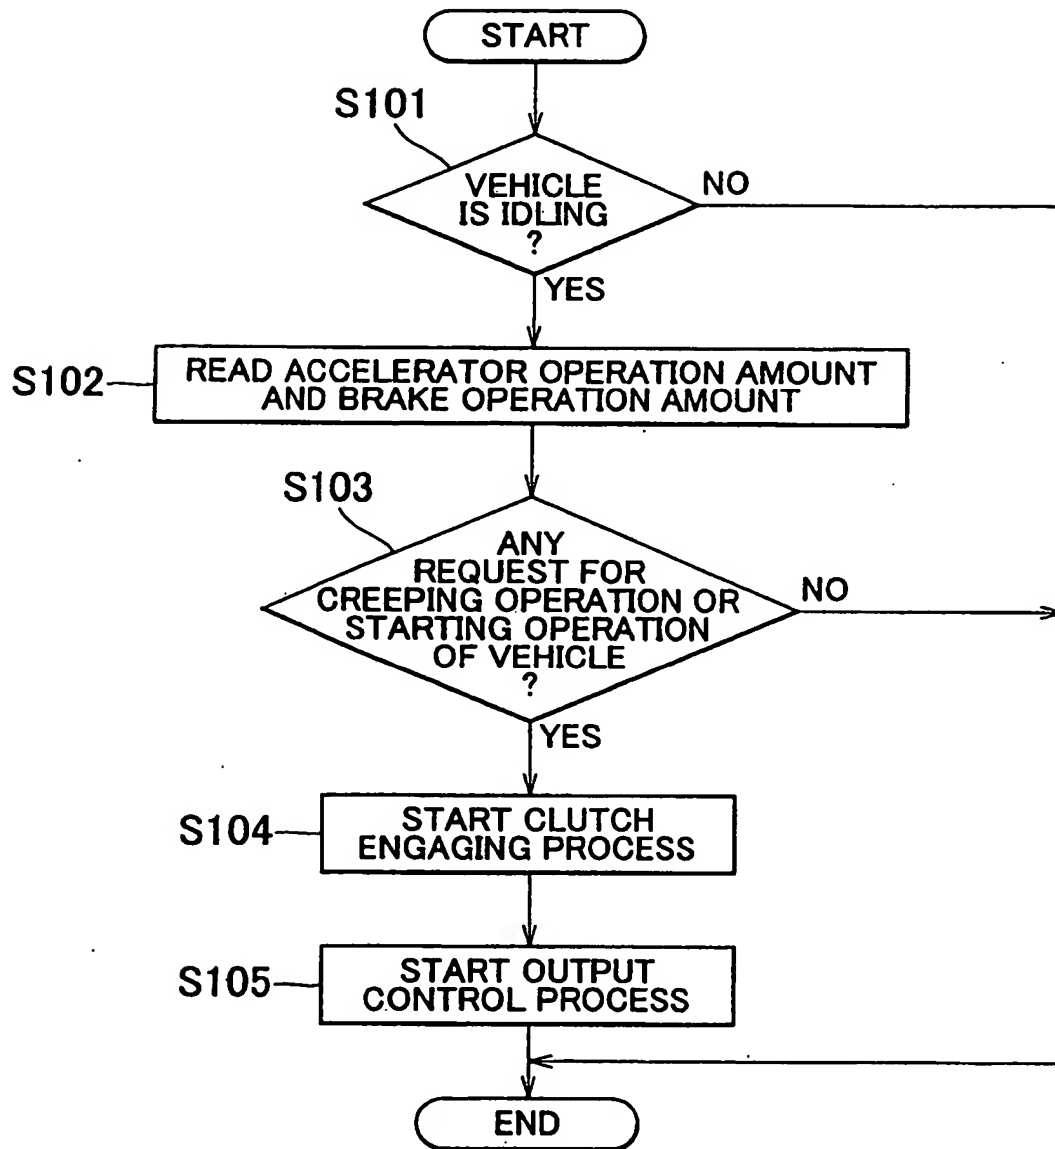 START
S101
VEHICLE
IS IDLING
?
NO
YES
S102
READ ACCELERATOR OPERATION AMOUNT
AND BRAKE OPERATION AMOUNT
S103
ANY
REQUEST FOR
CREEPING OPERATION OR
STARTING OPERATION
OF VEHICLE
?
NO
YES
S104
START CLUTCH
ENGAGING PROCESS
S105
START OUTPUT
CONTROL PROCESS
END